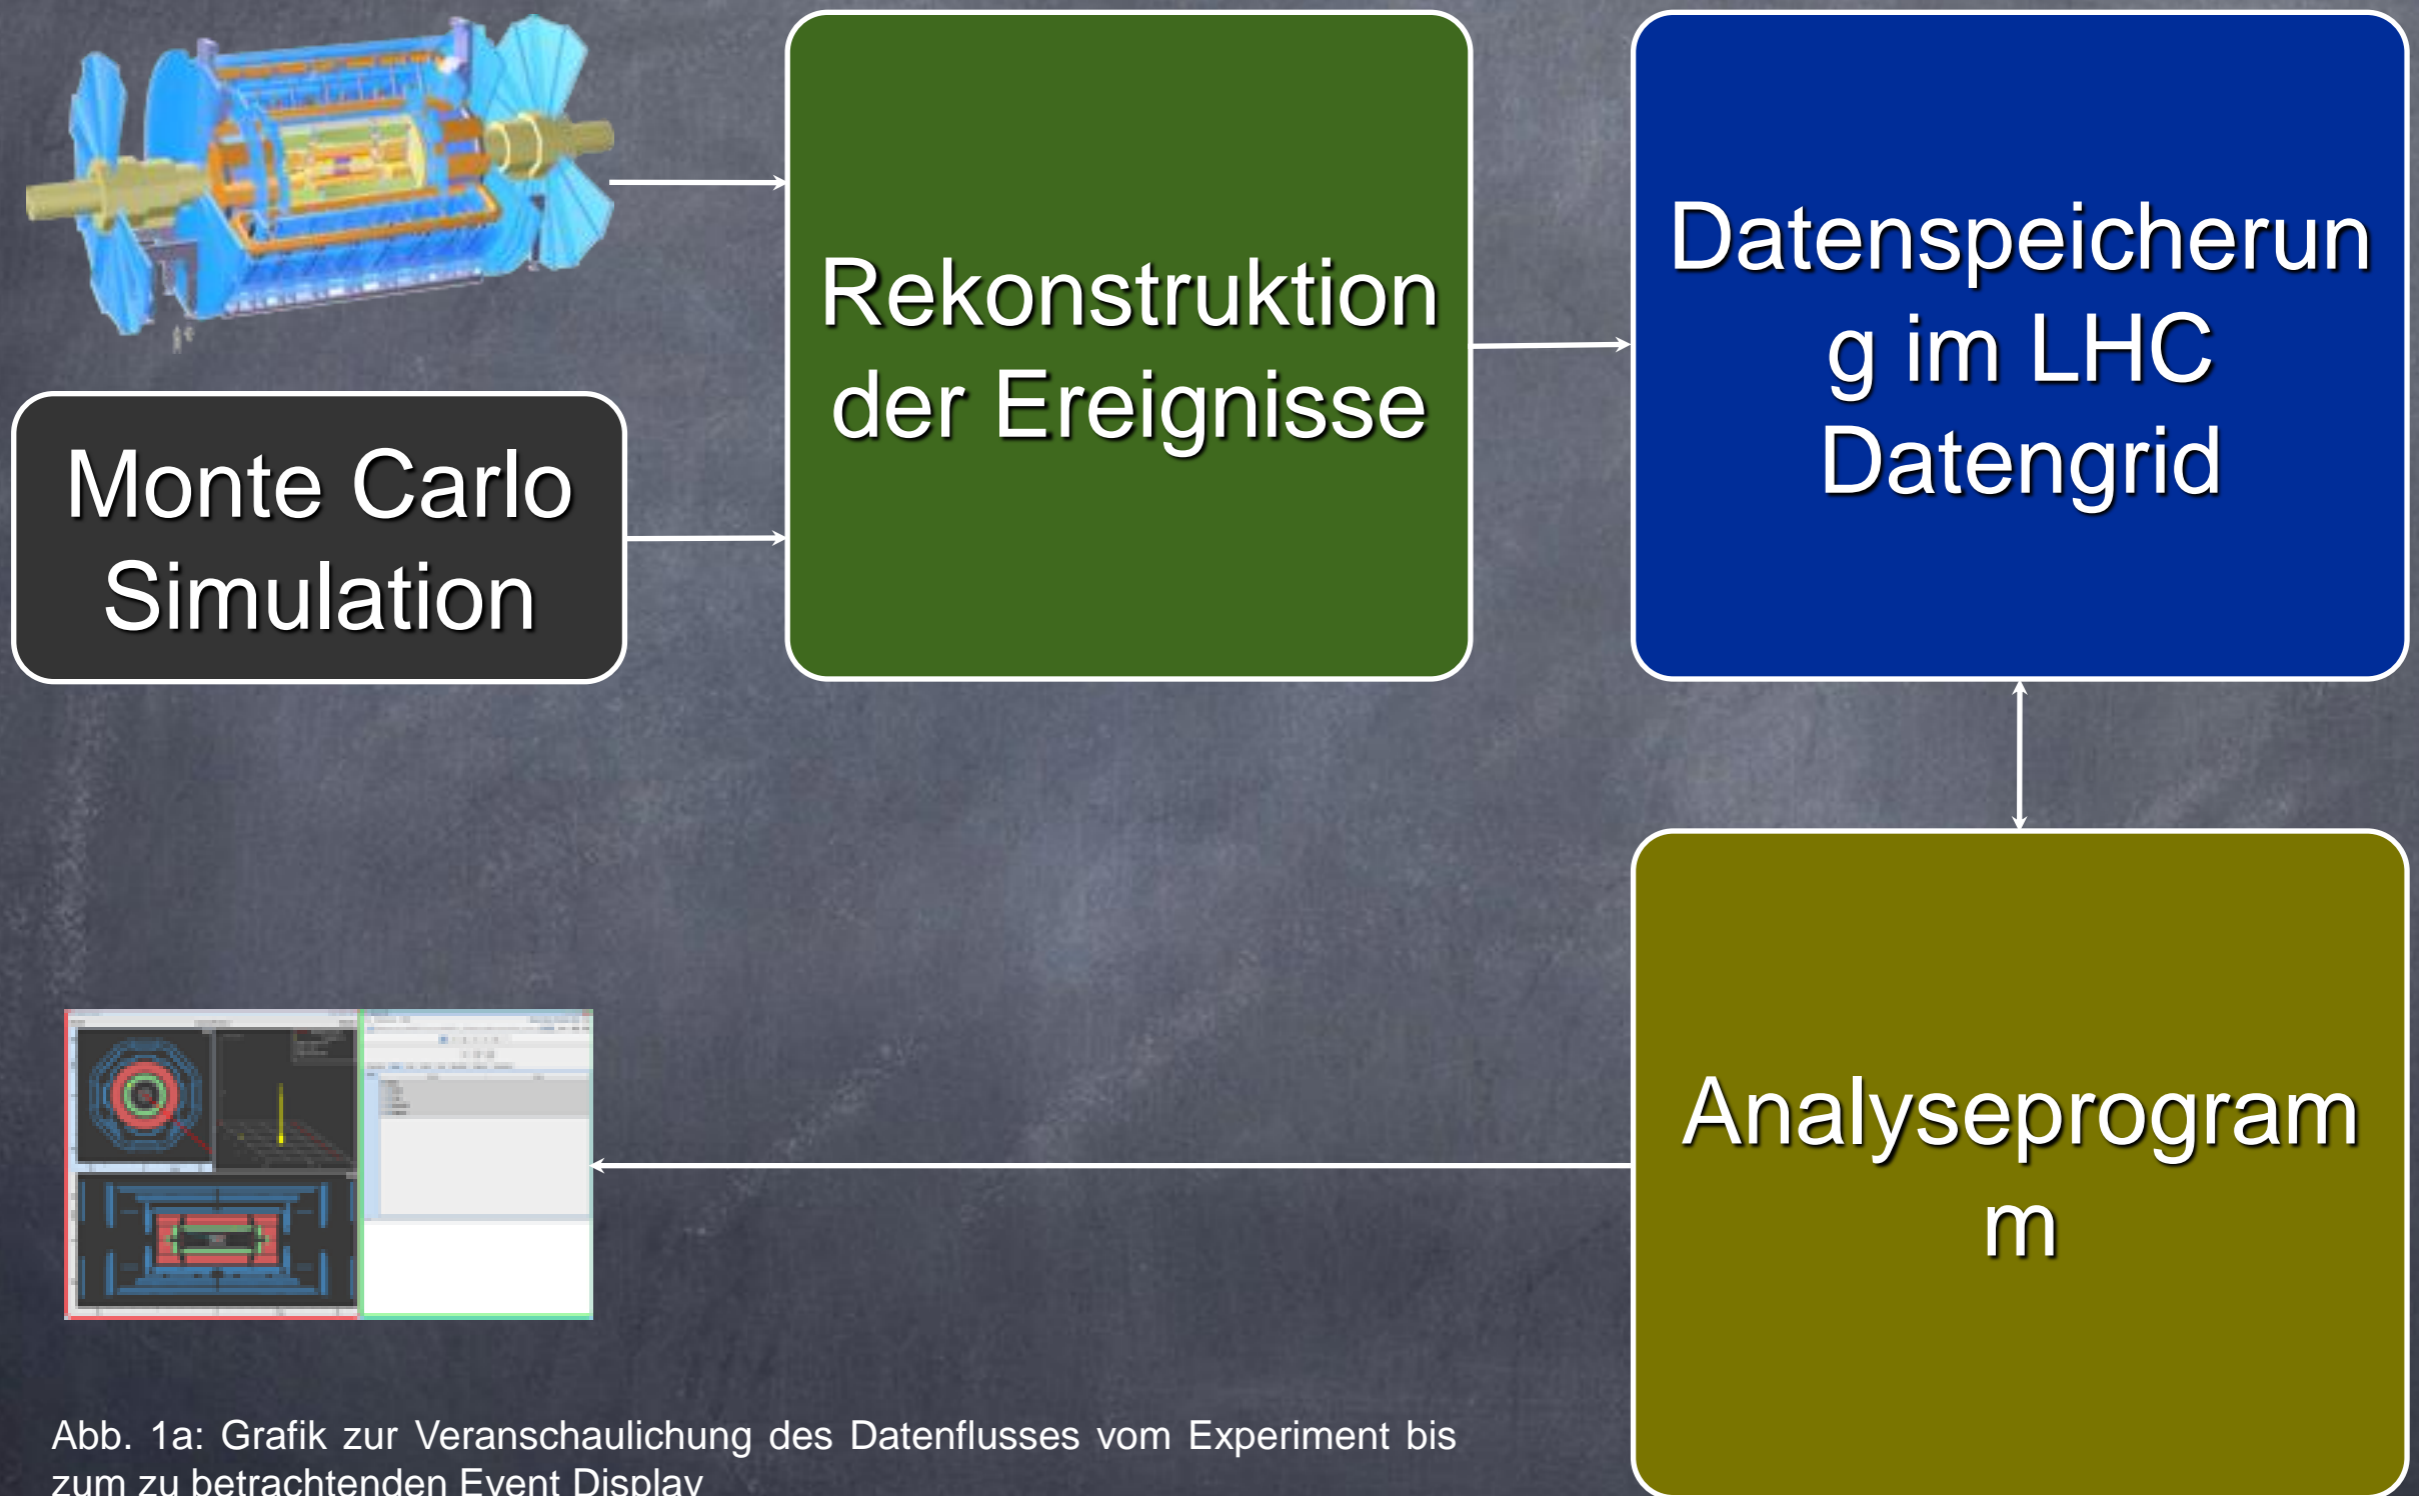 Rekonstruktion
der Ereignisse
Datenspeicherun
g im LHC
Datengrid
Monte Carlo
Simulation
Analyseprogram
m
Abb. 1a: Grafik zur Veranschaulichung des Datenflusses vom Experiment bis
zum zu betrachtenden Event Display